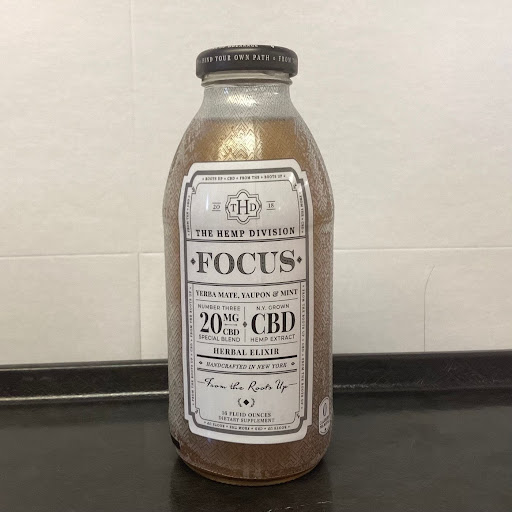 FIND YOUR OWN PATH • FROM
• ROOTS UP • THD • FROM THE • ROOTS UP •
20 THD 18
THE HEMP DIVISION
FOCUS
YERBA MATE, YAUPON & MINT
NUMBER THREE
20MG
CBD
SPECIAL BLEND
N.Y. GROWN
CBD
HEMP EXTRACT
HERBAL ELIXIR
HANDCRAFTED IN NEW YORK
From the Roots Up
16 FLUID OUNCES
DIETARY SUPPLEMENT